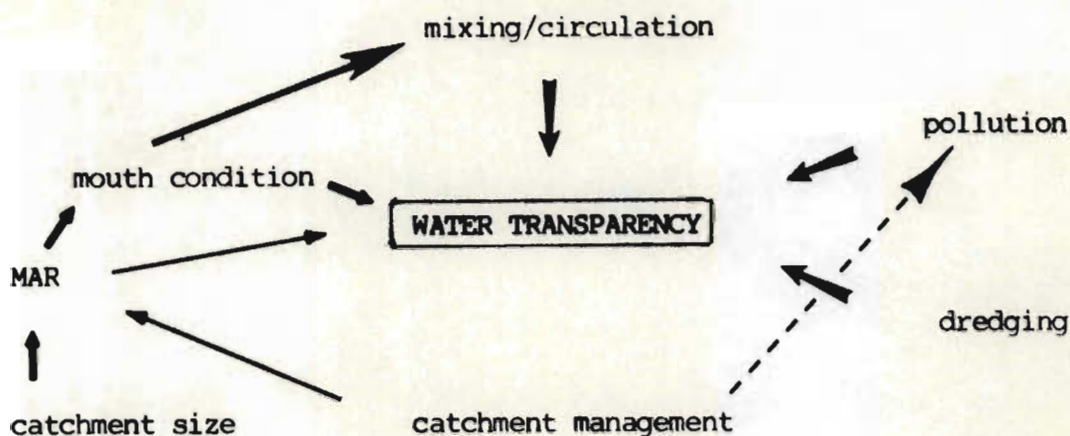 mixing/circulation
pollution
mouth condition
WATER TRANSPARENCY
MAR
dredging
catchment size
catchment management